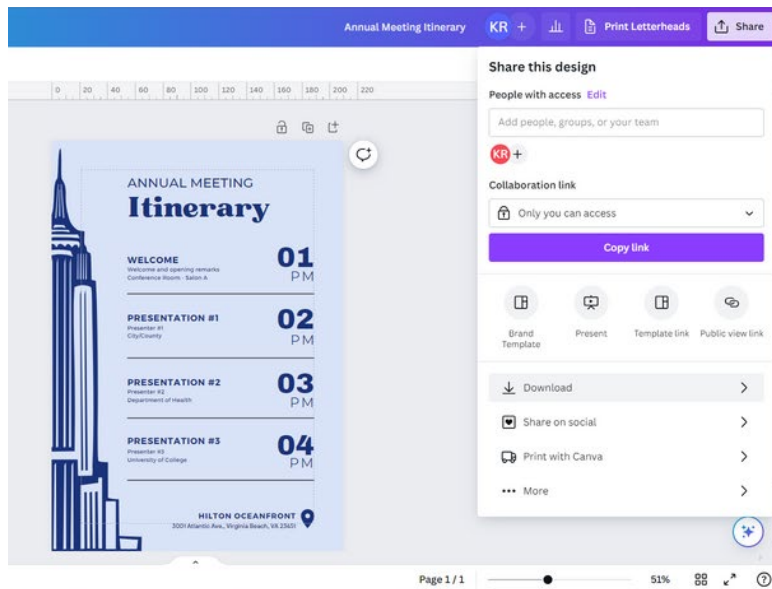 Annual Meeting Itinerary
KR +
Print Letterheads
Share
0 20 40 60 80 100 120 140 160 180 200 220
ANNUAL MEETING
Itinerary
WELCOME
Welcome and opening remarks
Conference Room - Salon A
01
PM
PRESENTATION #1
Presenter #1
City/County
02
PM
PRESENTATION #2
Presenter #2
Department of Health
03
PM
PRESENTATION #3
Presenter #3
University of College
04
PM
HILTON OCEANFRONT
3001 Atlantic Ave., Virginia Beach, VA 23451
Share this design
People with access Edit
Add people, groups, or your team
KR +
Collaboration link
Only you can access
Copy link
Brand
Template
Present
Template link
Public view link
Download
Share on social
Print with Canva
More
Page 1 / 1
51%